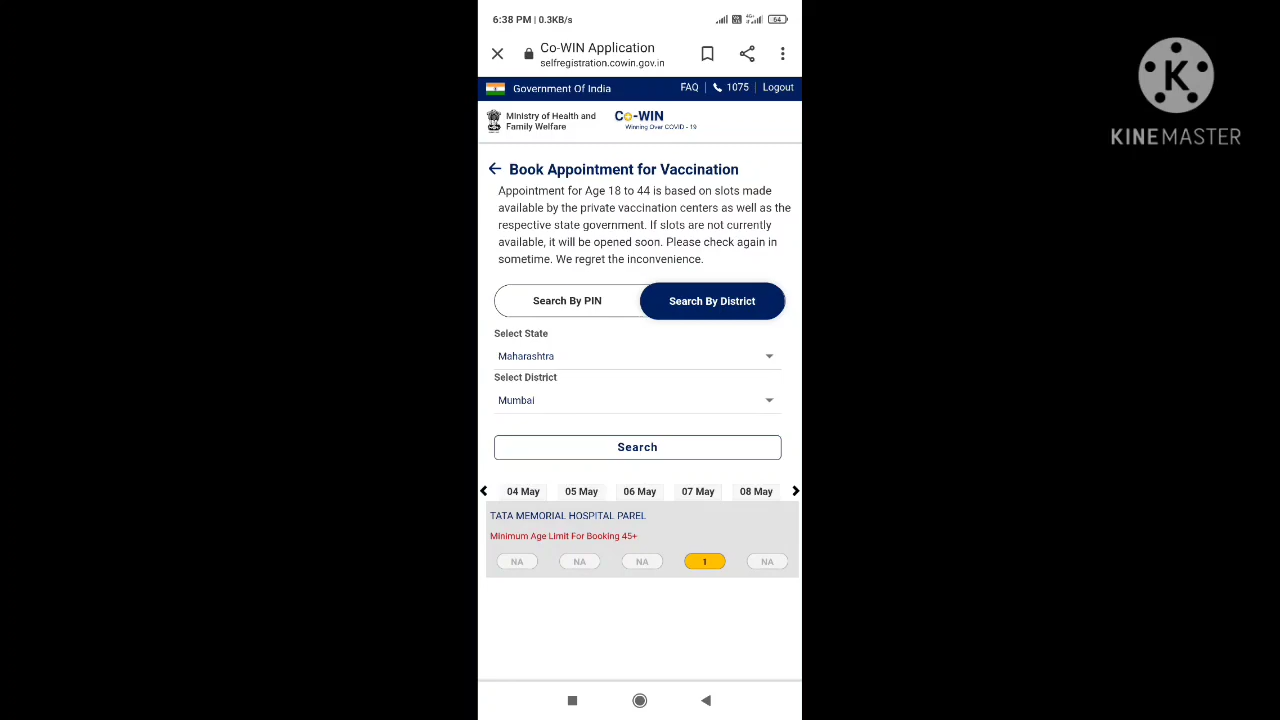 6:38 PM | 0.3KB/s
64
Co-WIN Application
selfregistration.cowin.gov.in
K
KINEMASTER
Government Of India
FAQ | 1075 | Logout
Ministry of Health and
Family Welfare
Co-WIN
Winning Over COVID - 19
Book Appointment for Vaccination
Appointment for Age 18 to 44 is based on slots made
available by the private vaccination centers as well as the
respective state government. If slots are not currently
available, it will be opened soon. Please check again in
sometime. We regret the inconvenience.
Search By PIN Search By District
Select State
Maharashtra
Select District
Mumbai
Search
04 May 05 May 06 May 07 May 08 May
TATA MEMORIAL HOSPITAL PAREL
Minimum Age Limit For Booking 45+
NA NA NA 1 NA